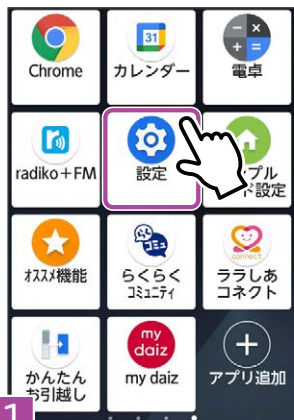 31
Chrome
カレンダー
電卓
radiko+FM
設定
プル
ド設定
オススメ機能
らくらく
コミュニティ
connect
ララしあ
コネクト
かんたん
お引越し
my
daiz
my daiz
アプリ追加
1